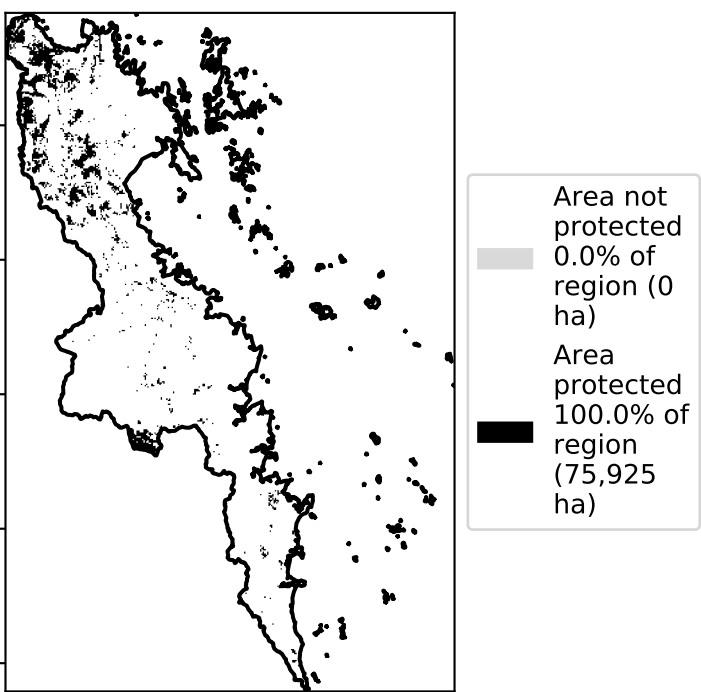 Area not
protected
0.0% of
region (0
ha)
Area
protected
100.0% of
region
(75,925
ha)